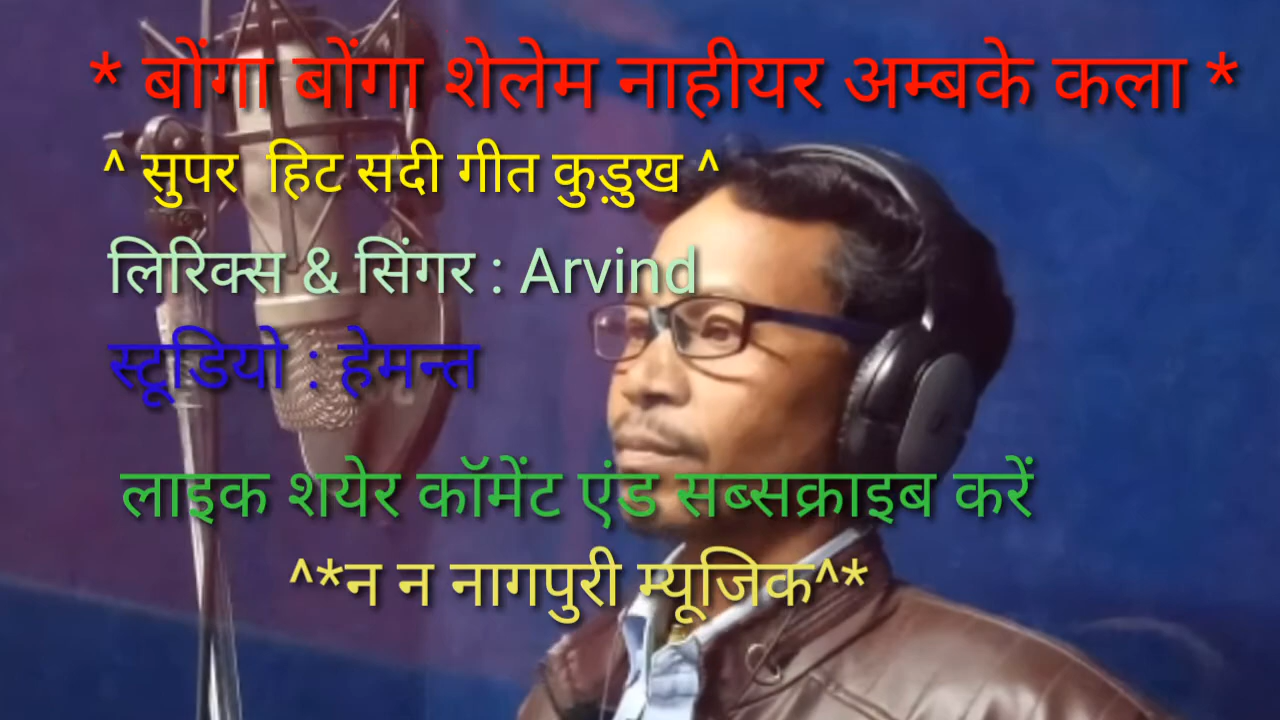 * बोंगा बोंगा शेलेम नाहीयर अम्बके कला *
^ सुपर हिट सदी गीत कुड़ुख ^
लिरिक्स & सिंगर : Arvind
स्टूडियो : हेमन्त
लाइक शयेर कॉमेंट एंड सब्सक्राइब करें
^*न न नागपुरी म्यूजिक^*